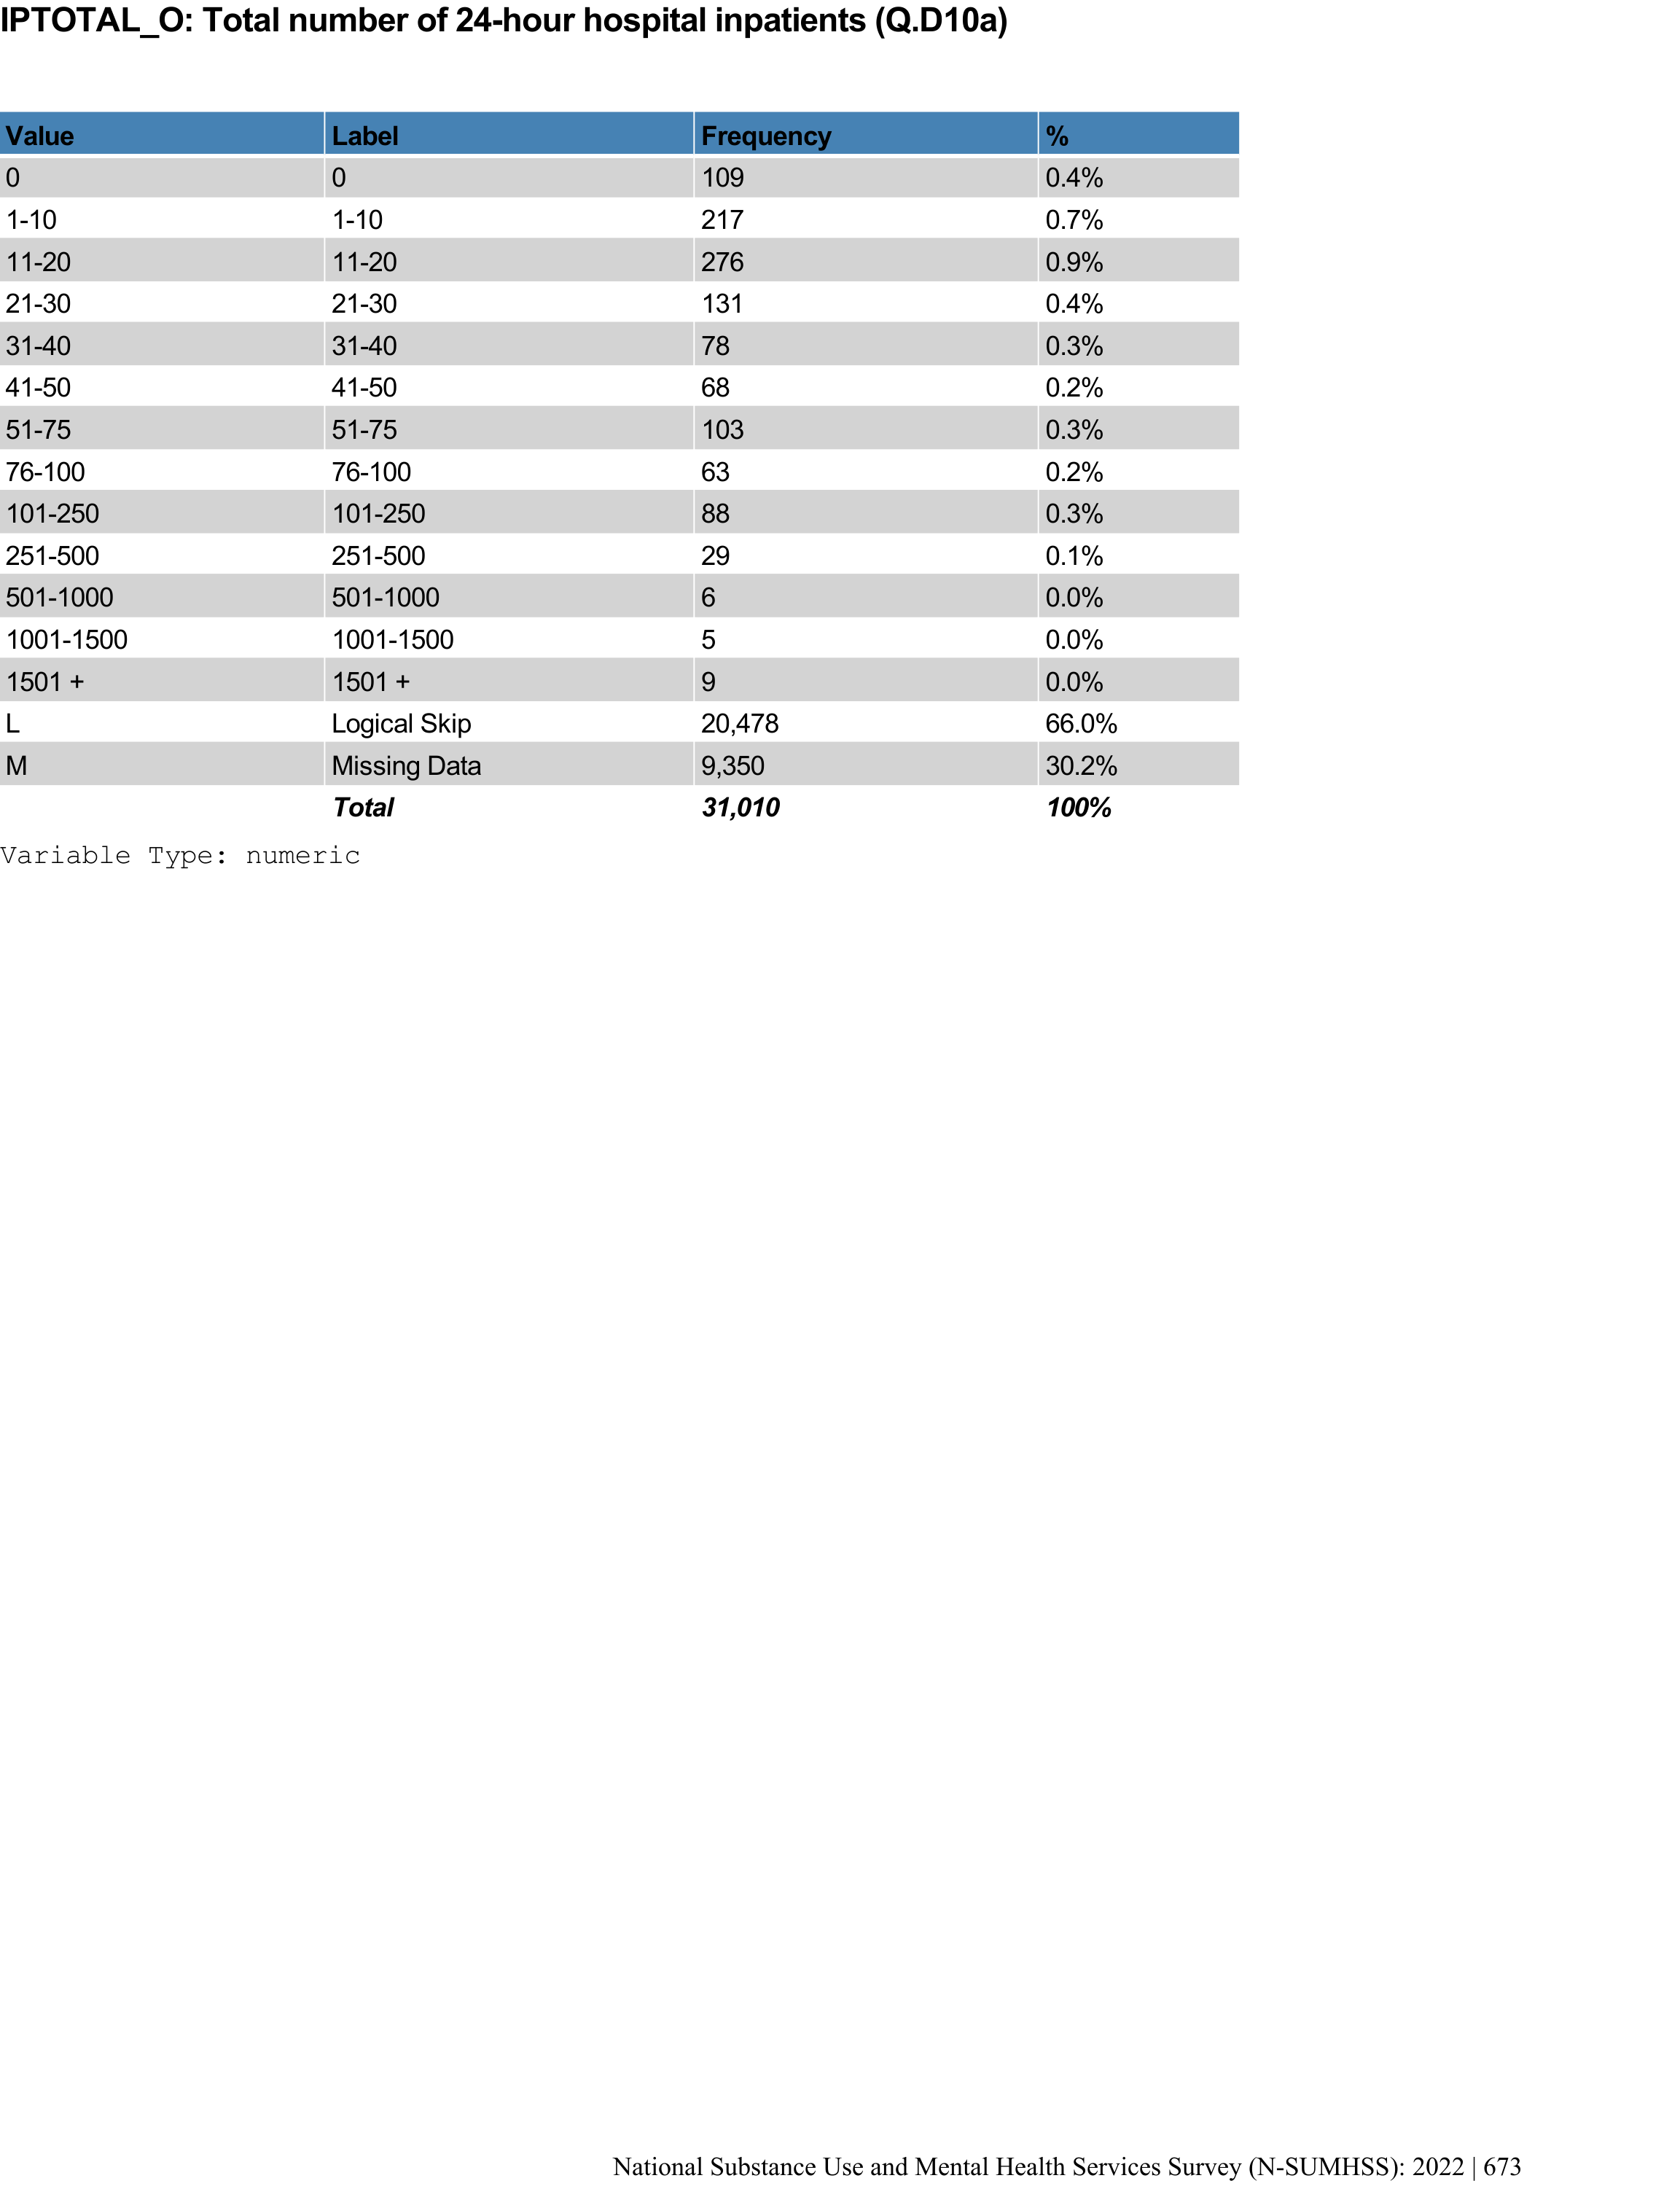 IPTOTAL_O: Total number of 24-hour hospital inpatients (Q.D10a)
Value Label Frequency %
0 0 109 0.4%
1-10 1-10 217 0.7%
11-20 11-20 276 0.9%
21-30 21-30 131 0.4%
31-40 31-40 78 0.3%
41-50 41-50 68 0.2%
51-75 51-75 103 0.3%
76-100 76-100 63 0.2%
101-250 101-250 88 0.3%
251-500 251-500 29 0.1%
501-1000 501-1000 6 0.0%
1001-1500 1001-1500 5 0.0%
1501 + 1501 + 9 0.0%
L Logical Skip 20,478 66.0%
M Missing Data 9,350 30.2%
Total 31,010 100%
Variable Type: numeric
National Substance Use and Mental Health Services Survey (N-SUMHSS): 2022 | 673